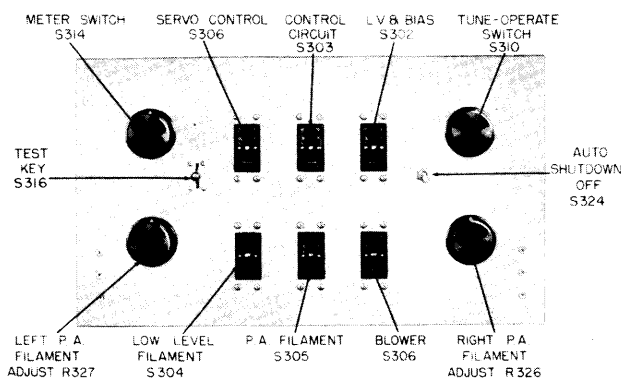 METER SWITCH
S314
SERVO CONTROL
S306
CONTROL
CIRCUIT
S303
L.V. & BIAS
S302
TUNE-OPERATE
SWITCH
S310
TEST
KEY
S316
AUTO
SHUTDOWN
OFF
S324
LEFT P.A.
FILAMENT
ADJUST R327
LOW LEVEL
FILAMENT
S304
P.A. FILAMENT
S305
BLOWER
S306
RIGHT P.A.
FILAMENT
ADJUST R326